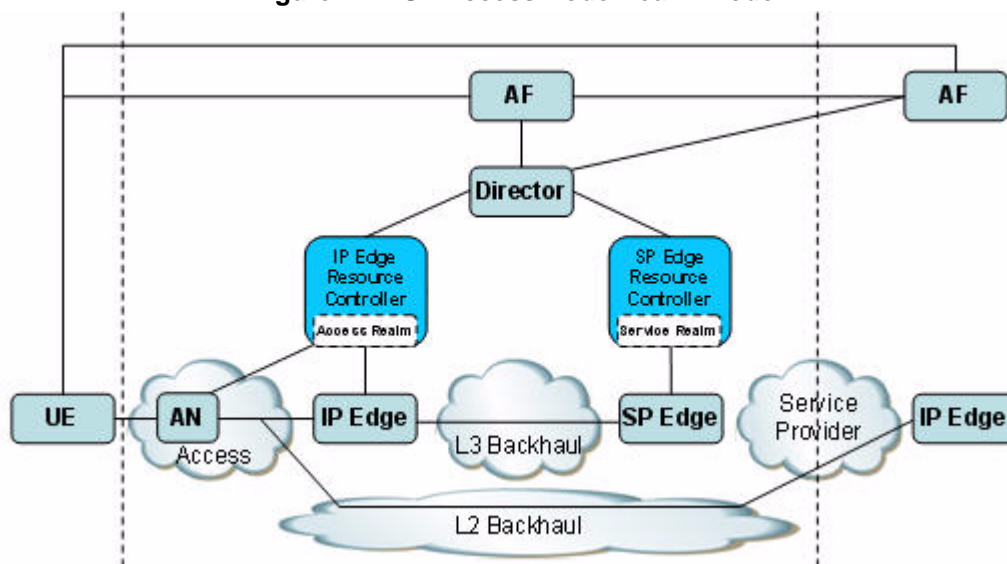 AF
AF
Director
IP Edge
Resource
Controller
Access Realm
SP Edge
Resource
Controller
Service Realm
UE
AN
Access
IP Edge
L3 Backhaul
SP Edge
Service
Provider
IP Edge
L2 Backhaul